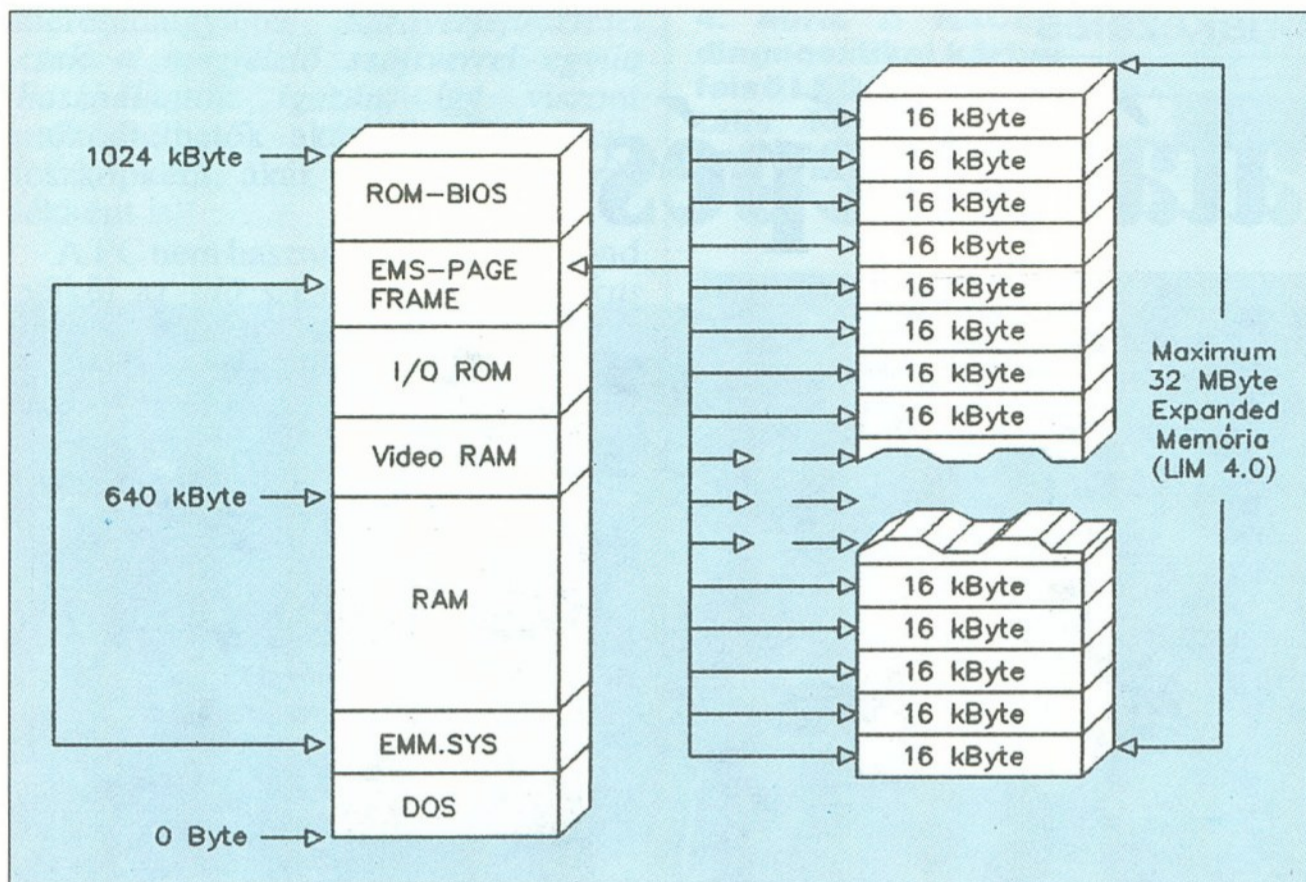 1024 kByte
ROM-BIOS
EMS-PAGE
FRAME
I/O ROM
Video RAM
640 kByte
RAM
EMM.SYS
DOS
0 Byte
16 kByte
16 kByte
16 kByte
16 kByte
16 kByte
16 kByte
16 kByte
16 kByte
16 kByte
16 kByte
16 kByte
16 kByte
16 kByte
Maximum
32 MByte
Expanded
Memória
(LIM 4.0)